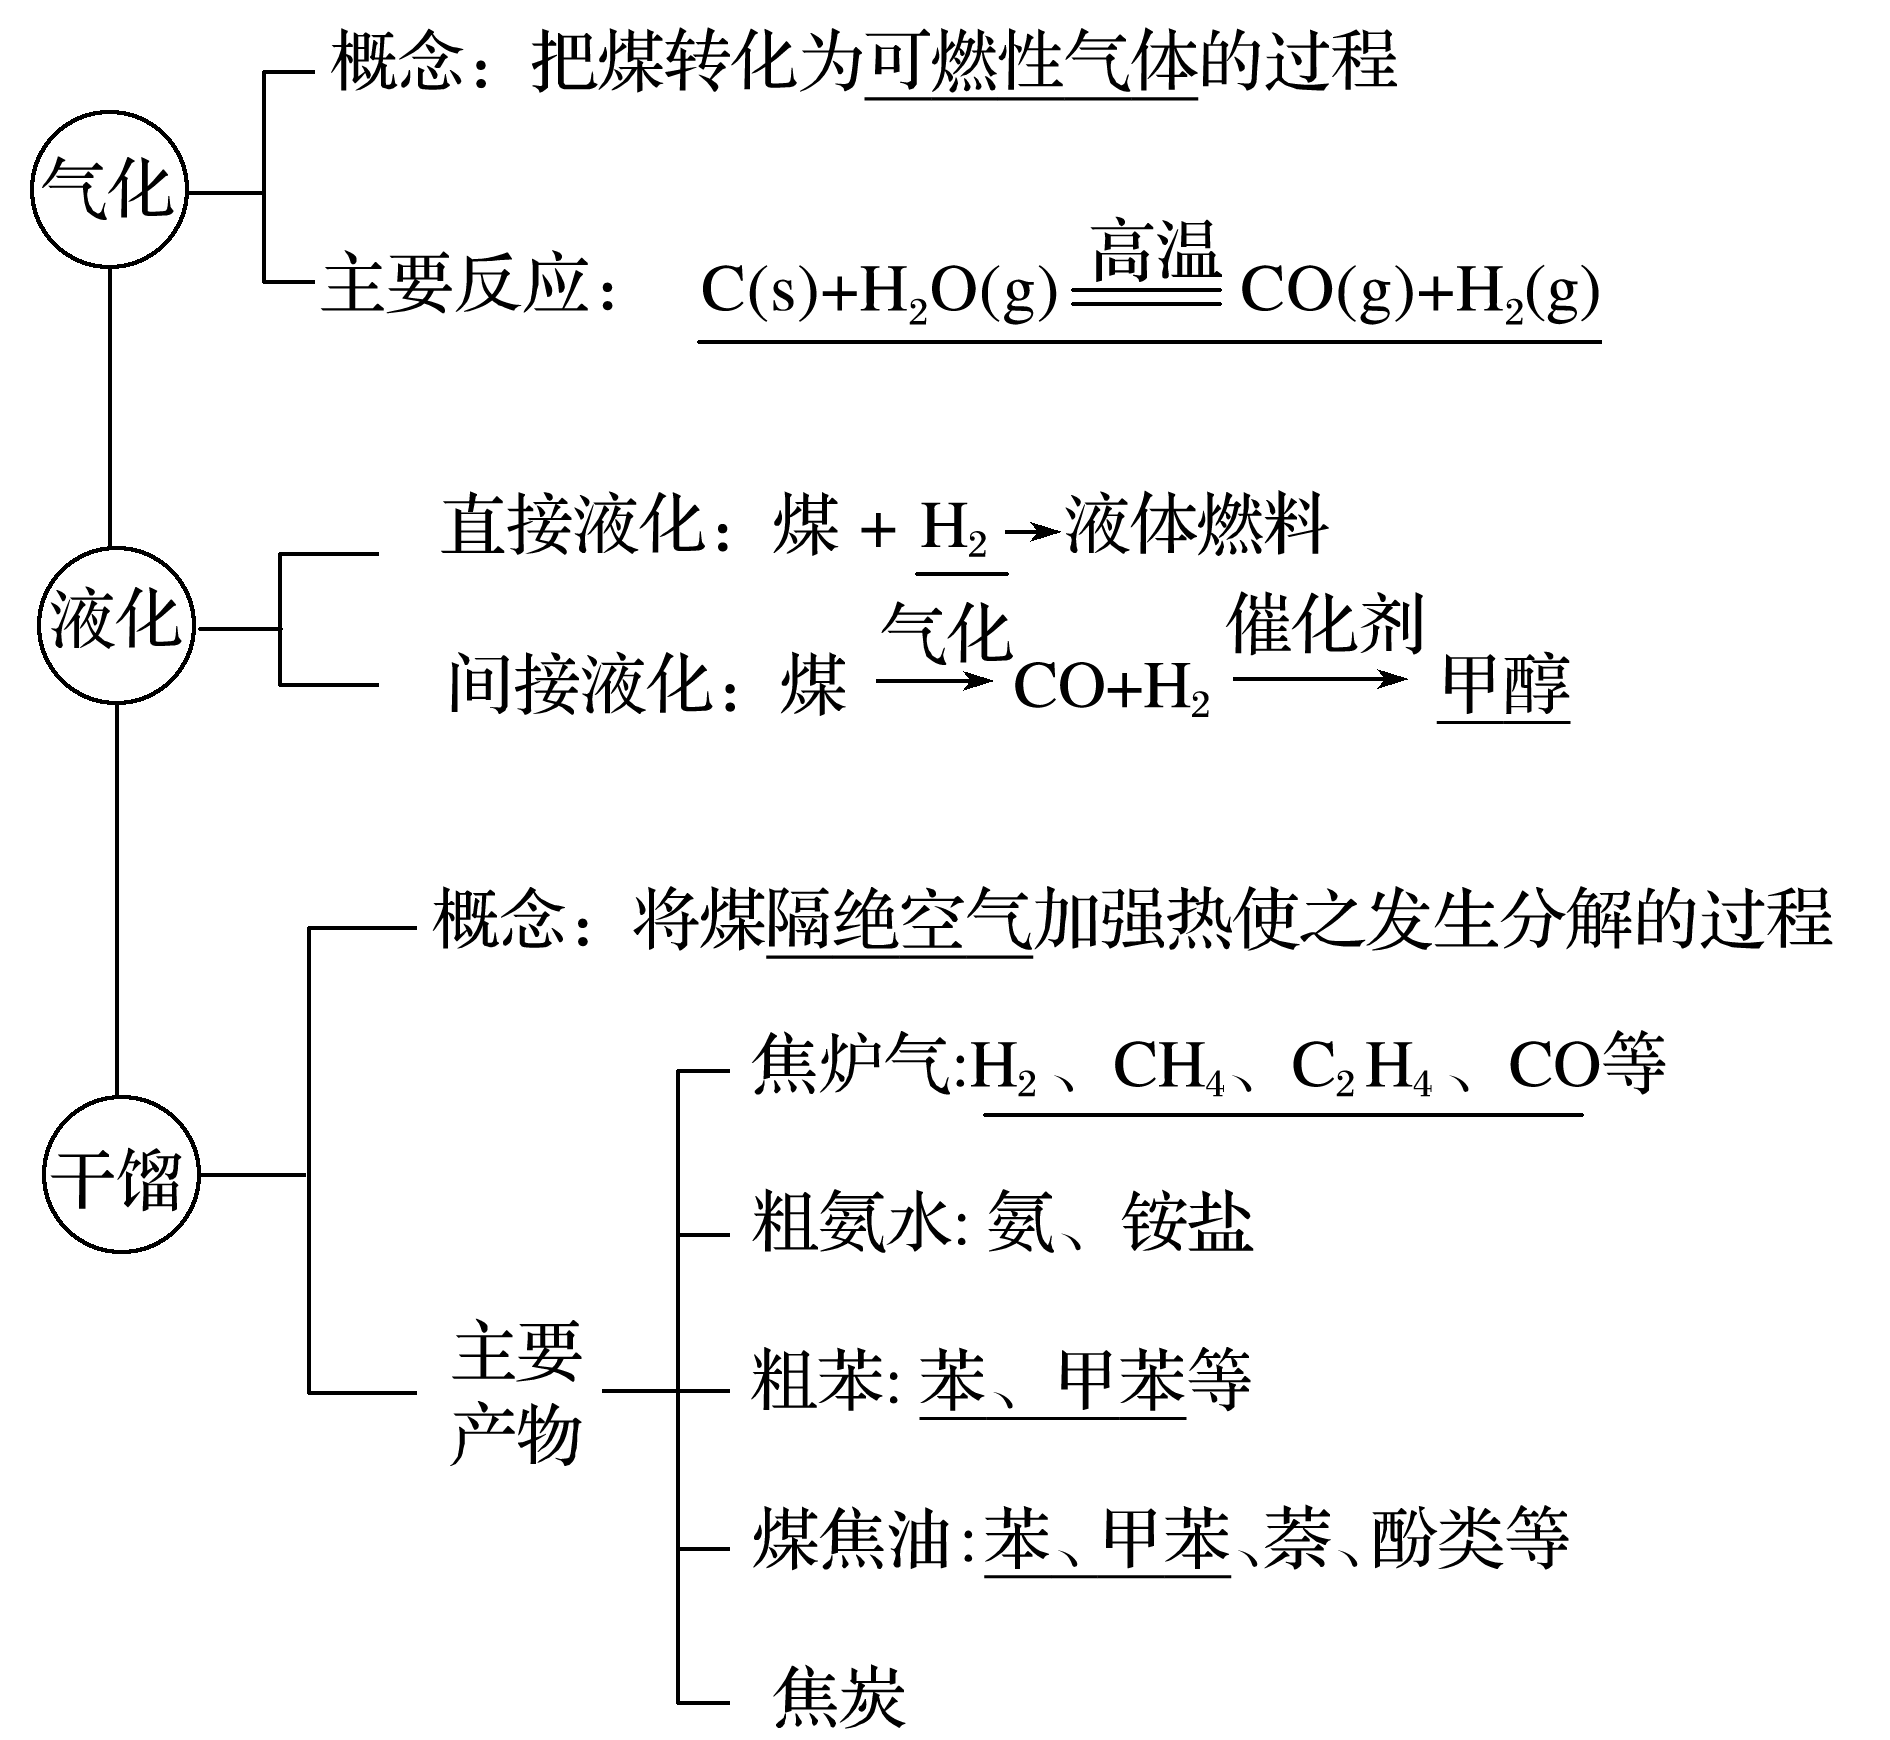 概念：把煤转化为可燃性气体的过程
气化
主要反应： C(s)+H₂O(g) 高温 CO(g)+H₂(g)
直接液化：煤 + H₂ → 液体燃料
液化
间接液化：煤 气化→ CO+H₂ 催化剂→ 甲醇
概念：将煤隔绝空气加强热使之发生分解的过程
焦炉气:H₂、CH₄、C₂H₄、CO等
干馏
粗氨水: 氨、铵盐
主要
产物
粗苯: 苯、甲苯等
煤焦油:苯、甲苯、萘、酚类等
焦炭